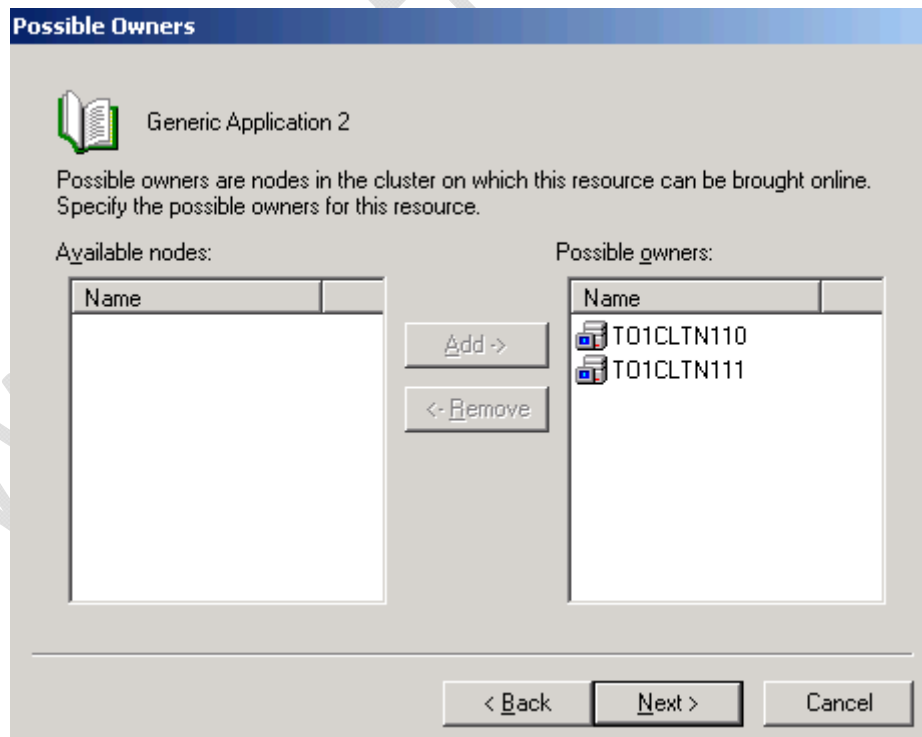 Possible Owners
Generic Application 2
Possible owners are nodes in the cluster on which this resource can be brought online.
Specify the possible owners for this resource.
Available nodes:
Possible owners:
Name
Name
Add ->
TO1CLTN110
TO1CLTN111
<- Remove
< Back
Next >
Cancel